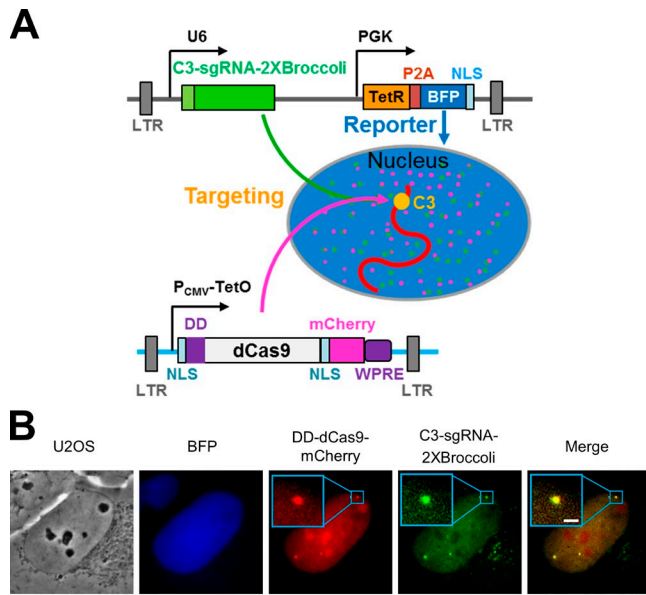 A
U6
PGK
C3-sgRNA-2XBroccoli
P2A NLS
TetR BFP
LTR
LTR
Reporter
Nucleus
Targeting
C3
PCMV-TetO
DD
mCherry
dCas9
LTR NLS
NLS WPRE LTR
B
U2OS
BFP
DD-dCas9-
mCherry
C3-sgRNA-
2XBroccoli
Merge